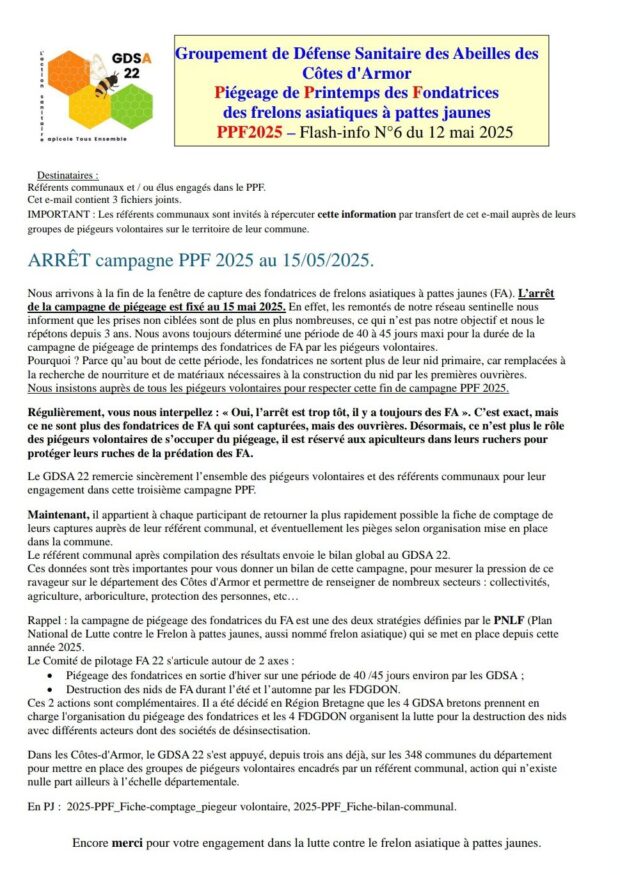 GDSA
22
L'action sanitaire
apicole Tous Ensemble
Groupement de Défense Sanitaire des Abeilles des
Côtes d'Armor
Piégeage de Printemps des Fondatrices
des frelons asiatiques à pattes jaunes
PPF2025 – Flash-info N°6 du 12 mai 2025
Destinataires :
Référents communaux et / ou élus engagés dans le PPF.
Cet e-mail contient 3 fichiers joints.
IMPORTANT : Les référents communaux sont invités à répercuter cette information par transfert de cet e-mail auprès de leurs
groupes de piégeurs volontaires sur le territoire de leur commune.
ARRÊT campagne PPF 2025 au 15/05/2025.
Nous arrivons à la fin de la fenêtre de capture des fondatrices de frelons asiatiques à pattes jaunes (FA). L'arrêt
de la campagne de piégeage est fixé au 15 mai 2025. En effet, les remontés de notre réseau sentinelle nous
informent que les prises non ciblées sont de plus en plus nombreuses, ce qui n'est pas notre objectif et nous le
répétons depuis 3 ans. Nous avons toujours déterminé une période de 40 à 45 jours maxi pour la durée de la
campagne de piégeage de printemps des fondatrices de FA par les piégeurs volontaires.
Pourquoi ? Parce qu'au bout de cette période, les fondatrices ne sortent plus de leur nid primaire, car remplacées à
la recherche de nourriture et de matériaux nécessaires à la construction du nid par les premières ouvrières.
Nous insistons auprès de tous les piégeurs volontaires pour respecter cette fin de campagne PPF 2025.
Régulièrement, vous nous interpellez : « Oui, l'arrêt est trop tôt, il y a toujours des FA ». C'est exact, mais
ce ne sont plus des fondatrices de FA qui sont capturées, mais des ouvrières. Désormais, ce n'est plus le rôle
des piégeurs volontaires de s'occuper du piégeage, il est réservé aux apiculteurs dans leurs ruchers pour
protéger leurs ruches de la prédation des FA.
Le GDSA 22 remercie sincèrement l'ensemble des piégeurs volontaires et des référents communaux pour leur
engagement dans cette troisième campagne PPF.
Maintenant, il appartient à chaque participant de retourner la plus rapidement possible la fiche de comptage de
leurs captures auprès de leur référent communal, et éventuellement les pièges selon organisation mise en place
dans la commune.
Le référent communal après compilation des résultats envoie le bilan global au GDSA 22.
Ces données sont très importantes pour vous donner un bilan de cette campagne, pour mesurer la pression de ce
ravageur sur le département des Côtes d'Armor et permettre de renseigner de nombreux secteurs : collectivités,
agriculture, arboriculture, protection des personnes, etc…
Rappel : la campagne de piégeage des fondatrices du FA est une des deux stratégies définies par le PNLF (Plan
National de Lutte contre le Frelon à pattes jaunes, aussi nommé frelon asiatique) qui se met en place depuis cette
année 2025.
Le Comité de pilotage FA 22 s'articule autour de 2 axes :
• Piégeage des fondatrices en sortie d'hiver sur une période de 40 /45 jours environ par les GDSA ;
• Destruction des nids de FA durant l'été et l'automne par les FDGDON.
Ces 2 actions sont complémentaires. Il a été décidé en Région Bretagne que les 4 GDSA bretons prennent en
charge l'organisation du piégeage des fondatrices et les 4 FDGDON organisent la lutte pour la destruction des nids
avec différents acteurs dont des sociétés de désinsectisation.
Dans les Côtes-d'Armor, le GDSA 22 s'est appuyé, depuis trois ans déjà, sur les 348 communes du département
pour mettre en place des groupes de piégeurs volontaires encadrés par un référent communal, action qui n'existe
nulle part ailleurs à l'échelle départementale.
En PJ : 2025-PPF_Fiche-comptage_piegeur volontaire, 2025-PPF_Fiche-bilan-communal.
Encore merci pour votre engagement dans la lutte contre le frelon asiatique à pattes jaunes.